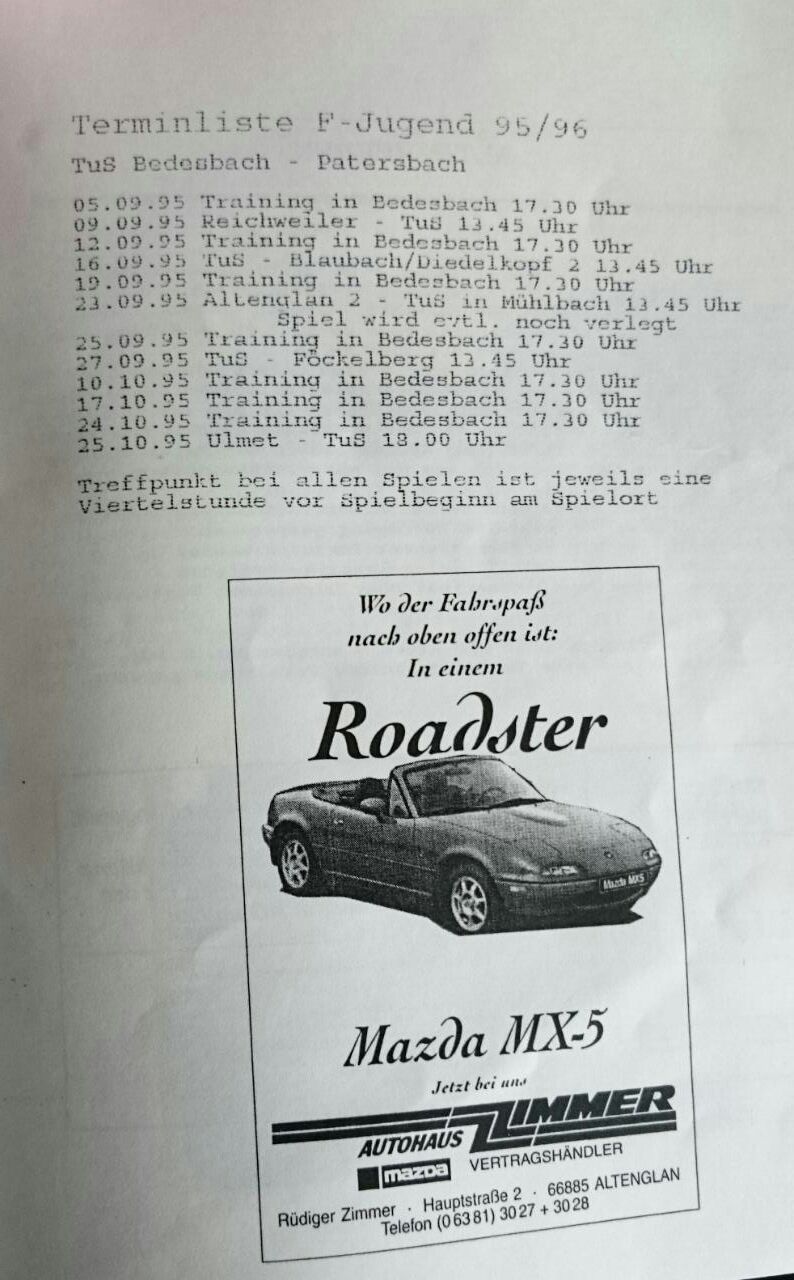 Terminliste F-Jugend 95/96
TuS Bedesbach - Patersbach
05.09.95 Training in Bedesbach 17.30 Uhr
09.09.95 Reichweiler - TuS 13.45 Uhr
12.09.95 Training in Bedesbach 17.30 Uhr
16.09.95 TuS - Blaubach/Diedelkopf 2 13.45 Uhr
19.09.95 Training in Bedesbach 17.30 Uhr
23.09.95 Altenglan 2 - TuS in Mühlbach 13.45 Uhr
Spiel wird evtl. noch verlegt
25.09.95 Training in Bedesbach 17.30 Uhr
27.09.95 TuS - Föckelberg 13.45 Uhr
10.10.95 Training in Bedesbach 17.30 Uhr
17.10.95 Training in Bedesbach 17.30 Uhr
24.10.95 Training in Bedesbach 17.30 Uhr
25.10.95 Ulmet - TuS 18.00 Uhr
Treffpunkt bei allen Spielen ist jeweils eine
Viertelstunde vor Spielbeginn am Spielort
Wo der Fahrspaß
nach oben offen ist:
In einem
Roadster
Mazda MX5
Mazda MX-5
Jetzt bei uns
AUTOHAUS ZIMMER
mazda VERTRAGSHÄNDLER
Rüdiger Zimmer · Hauptstraße 2 · 66885 ALTENGLAN
Telefon (0 63 81) 30 27 + 30 28